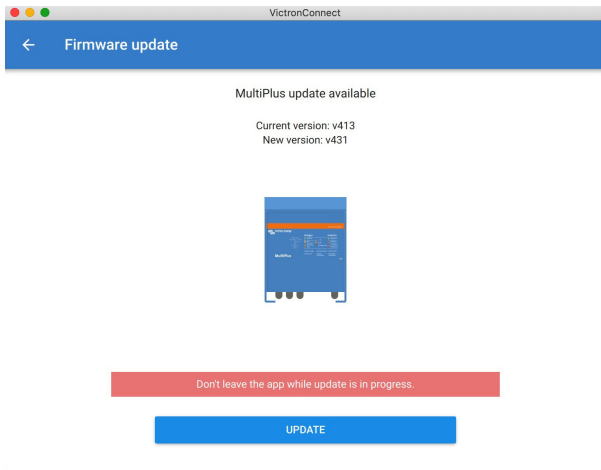 VictronConnect
Firmware update
MultiPlus update available
Current version: v413
New version: v431
MultiPlus
Don't leave the app while update is in progress.
UPDATE